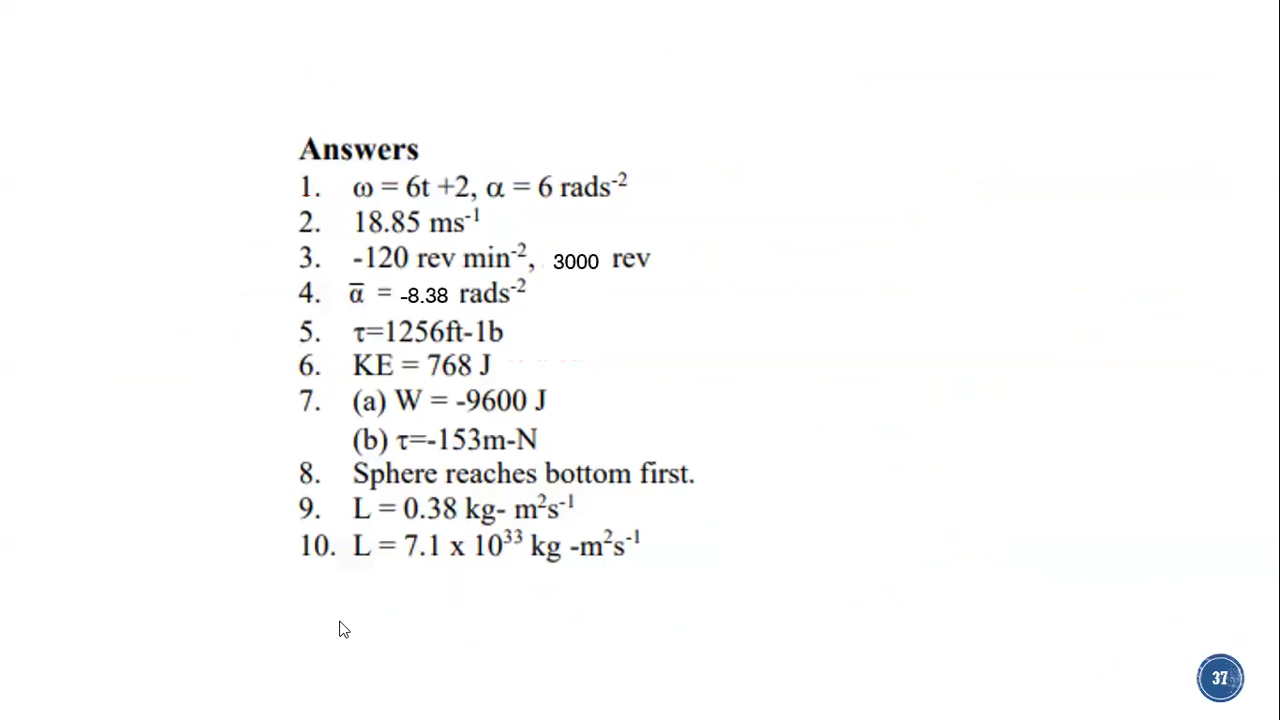 Answers
1. ω = 6t +2, α = 6 rads⁻²
2. 18.85 ms⁻¹
3. -120 rev min⁻², 3000 rev
4. ᾱ = -8.38 rads⁻²
5. τ=1256ft-1b
6. KE = 768 J
7. (a) W = -9600 J
(b) τ=-153m-N
8. Sphere reaches bottom first.
9. L = 0.38 kg- m²s⁻¹
10. L = 7.1 x 10³³ kg -m²s⁻¹
37